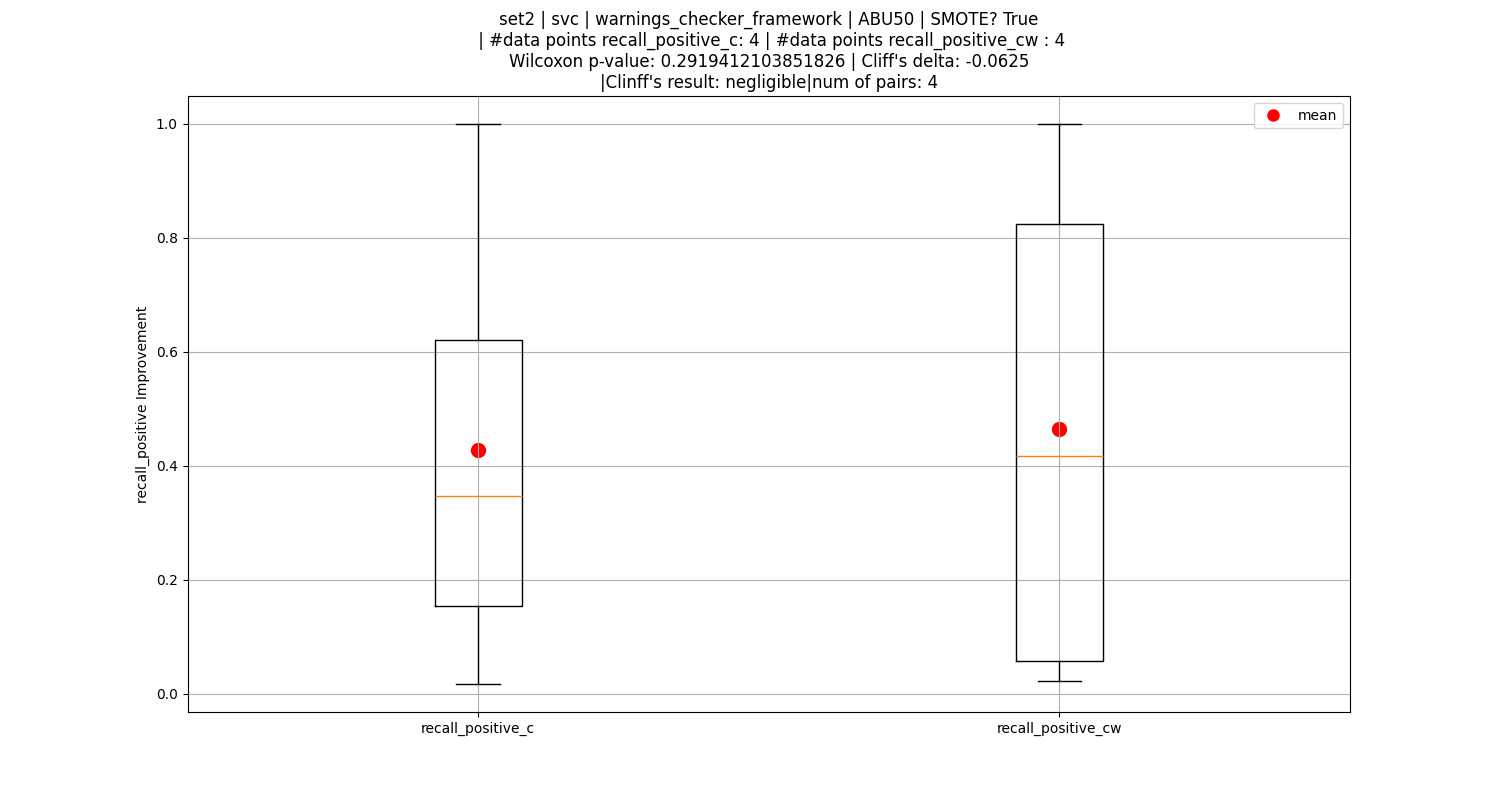 set2 | svc | warnings_checker_framework | ABU50 | SMOTE? True
| #data points recall_positive_c: 4 | #data points recall_positive_cw : 4
Wilcoxon p-value: 0.2919412103851826 | Cliff's delta: -0.0625
|Clinff's result: negligible|num of pairs: 4
mean
1.0
0.8
0.6
0.4
0.2
0.0
recall_positive Improvement
recall_positive_c
recall_positive_cw